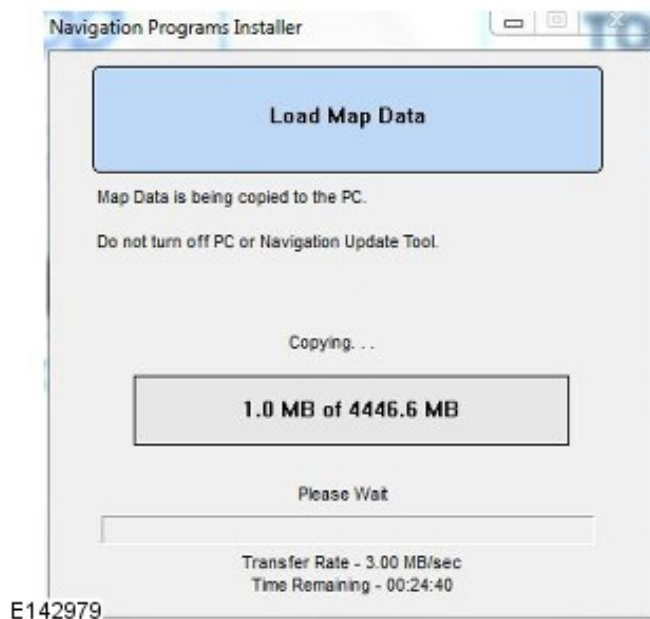 Navigation Programs Installer
Load Map Data
Map Data is being copied to the PC.
Do not turn off PC or Navigation Update Tool.
Copying. . .
1.0 MB of 4446.6 MB
Please Wait
Transfer Rate - 3.00 MB/sec
Time Remaining - 00:24:40
E142979